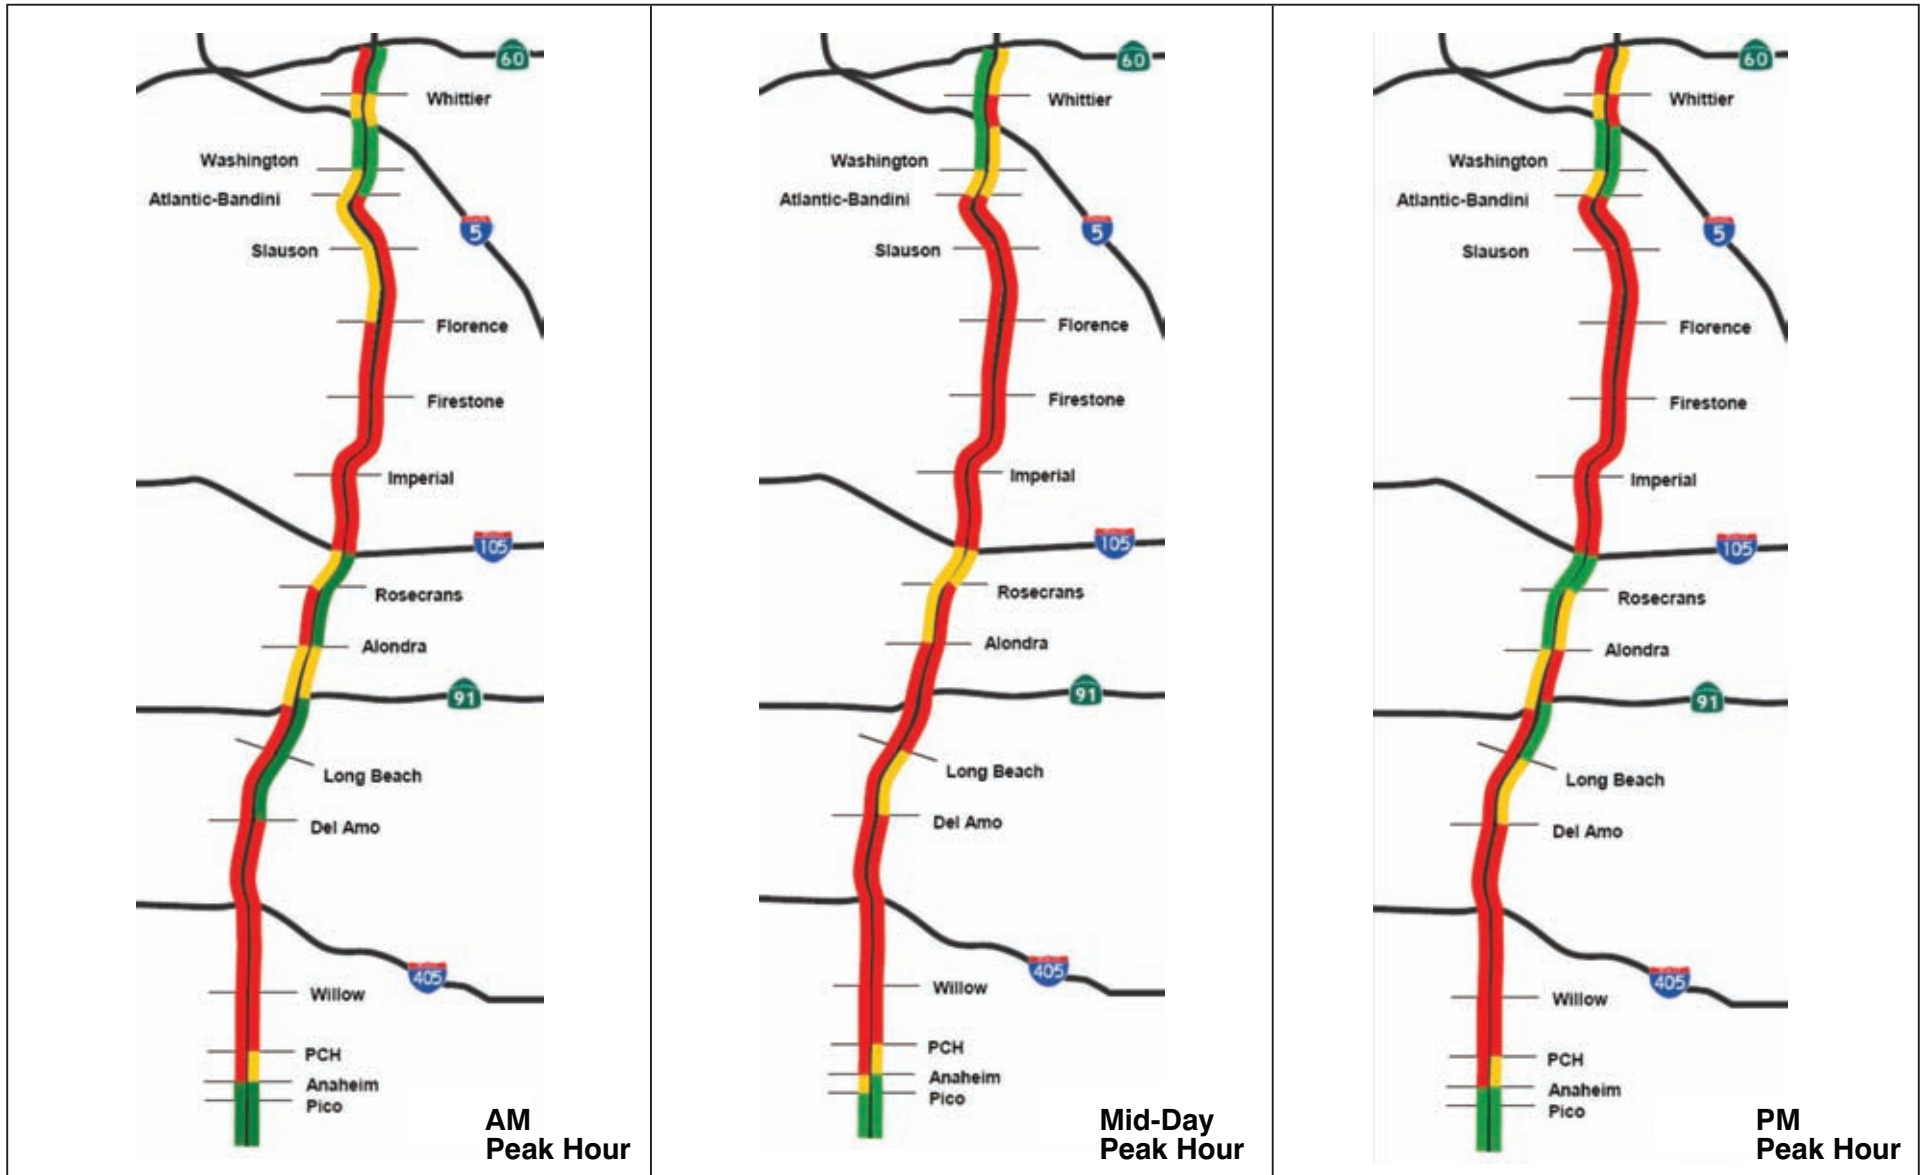 60
Whittier
Washington
Atlantic-Bandini
5
Slauson
Florence
Firestone
Imperial
105
Rosecrans
Alondra
91
Long Beach
Del Amo
405
Willow
PCH
Anaheim
Pico
AM
Peak Hour
60
Whittier
Washington
Atlantic-Bandini
5
Slauson
Florence
Firestone
Imperial
105
Rosecrans
Alondra
91
Long Beach
Del Amo
405
Willow
PCH
Anaheim
Pico
Mid-Day
Peak Hour
60
Whittier
Washington
Atlantic-Bandini
5
Slauson
Florence
Firestone
Imperial
105
Rosecrans
Alondra
91
Long Beach
Del Amo
405
Willow
PCH
Anaheim
Pico
PM
Peak Hour